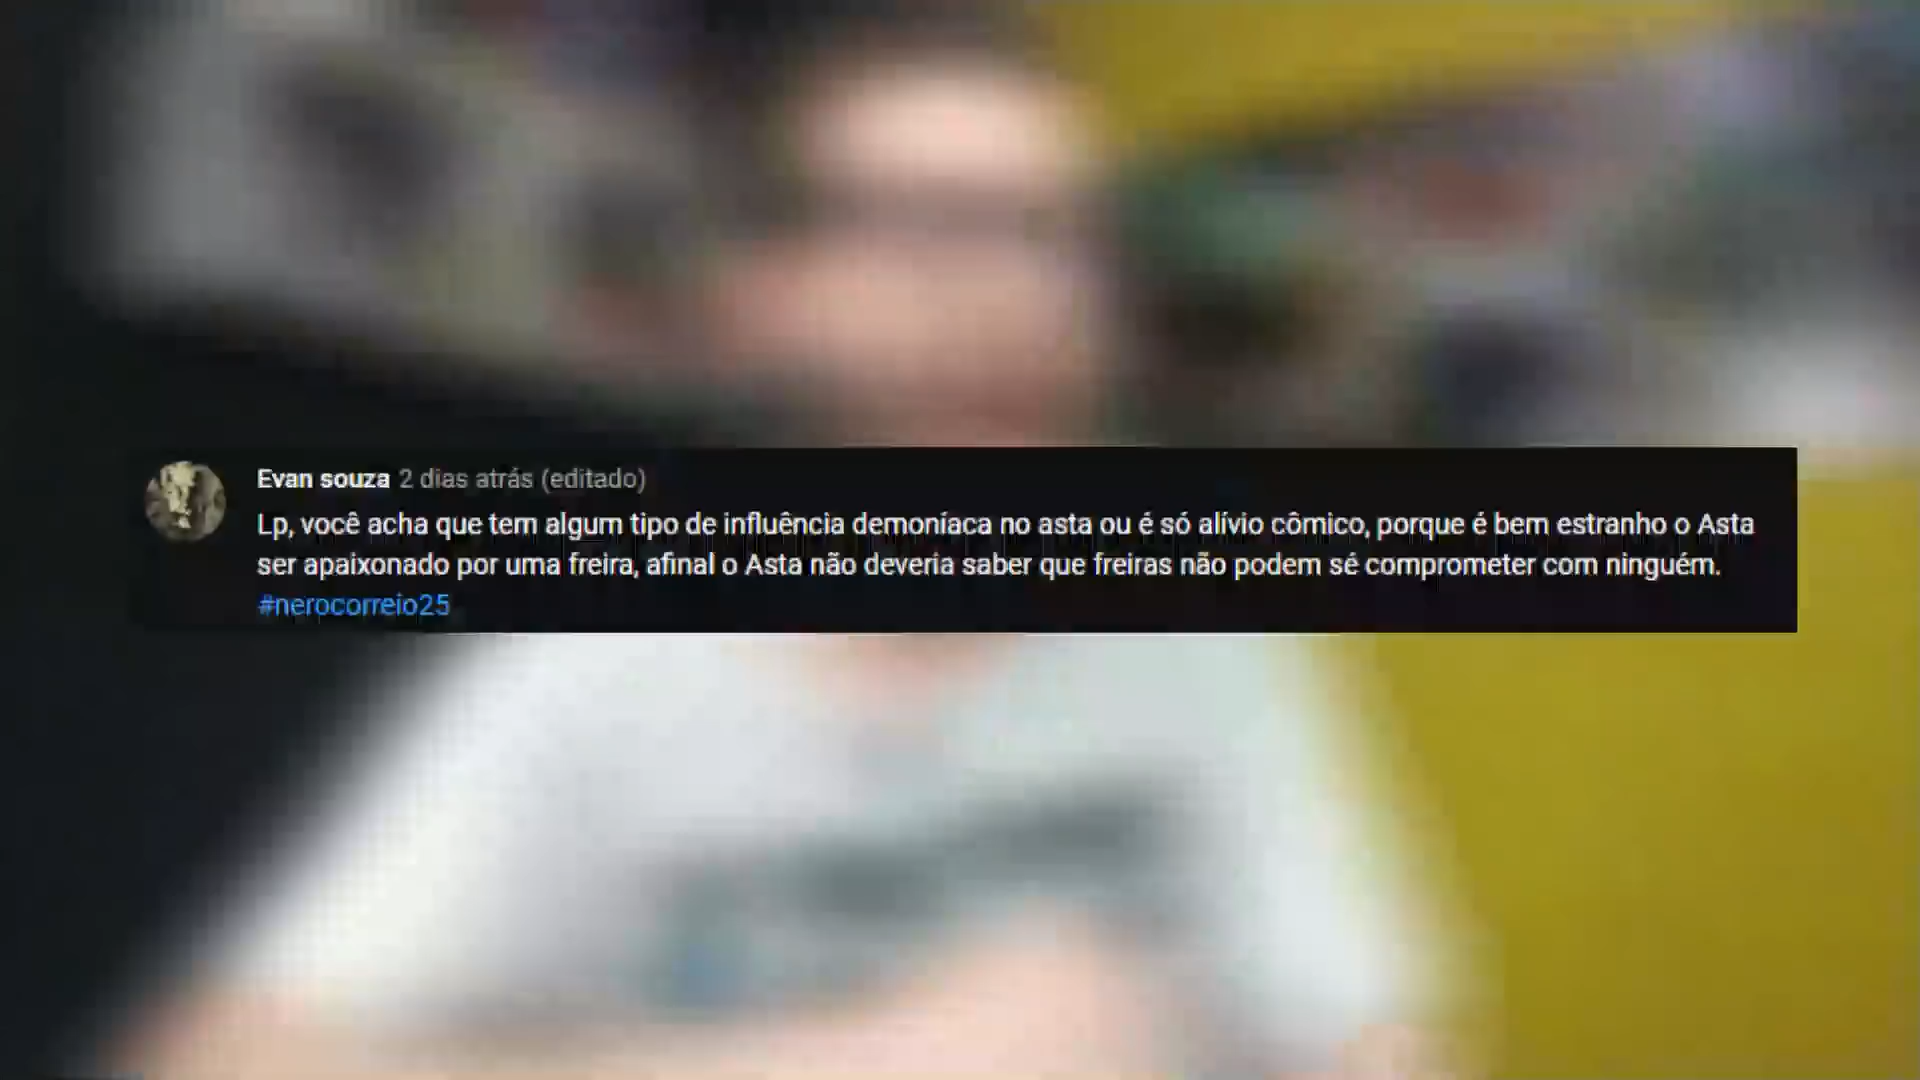 Evan souza 2 dias atrás (editado)
Lp, você acha que tem algum tipo de influência demoníaca no asta ou é só alívio cômico, porque é bem estranho o Asta
ser apaixonado por uma freira, afinal o Asta não deveria saber que freiras não podem sé comprometer com ninguém.
#nerocorreio25